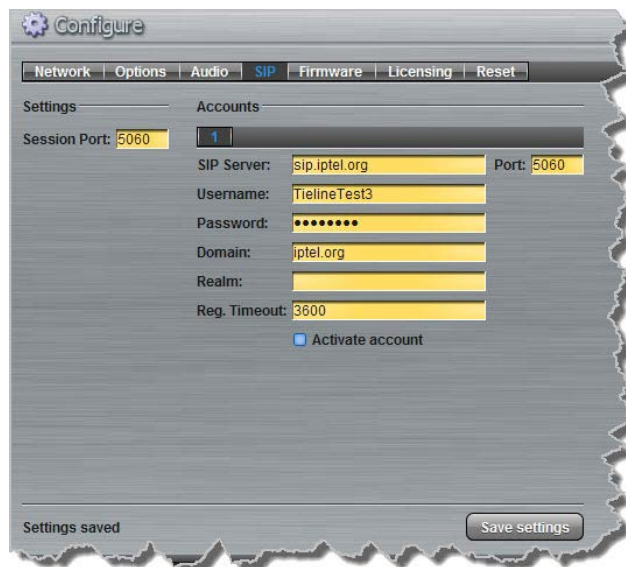 Configure
Network Options Audio SIP Firmware Licensing Reset
Settings
Session Port: 5060
Accounts
1
SIP Server: sip.iptel.org Port: 5060
Username: TielineTest3
Password: ••••••••
Domain: iptel.org
Realm:
Reg. Timeout: 3600
Activate account
Settings saved
Save settings